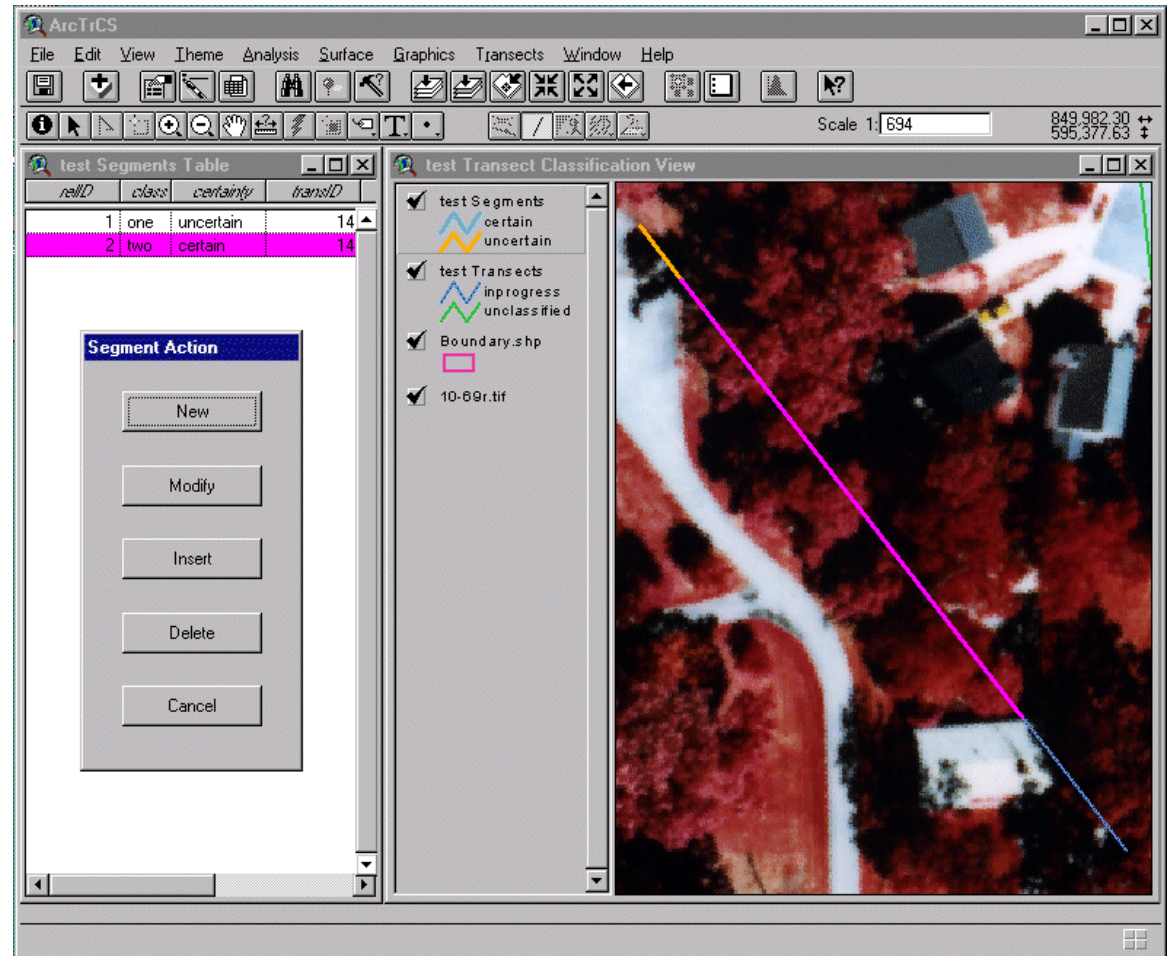 ArcTrCS
File Edit View Theme Analysis Surface Graphics Transects Window Help
Scale 1: 694
849,982.30
595,377.63
test Segments Table
relID class certainty transID
1 one uncertain 14
2 two certain 14
Segment Action
New
Modify
Insert
Delete
Cancel
test Transect Classification View
test Segments
certain
uncertain
test Transects
inprogress
unclassified
Boundary.shp
10-69r.tif